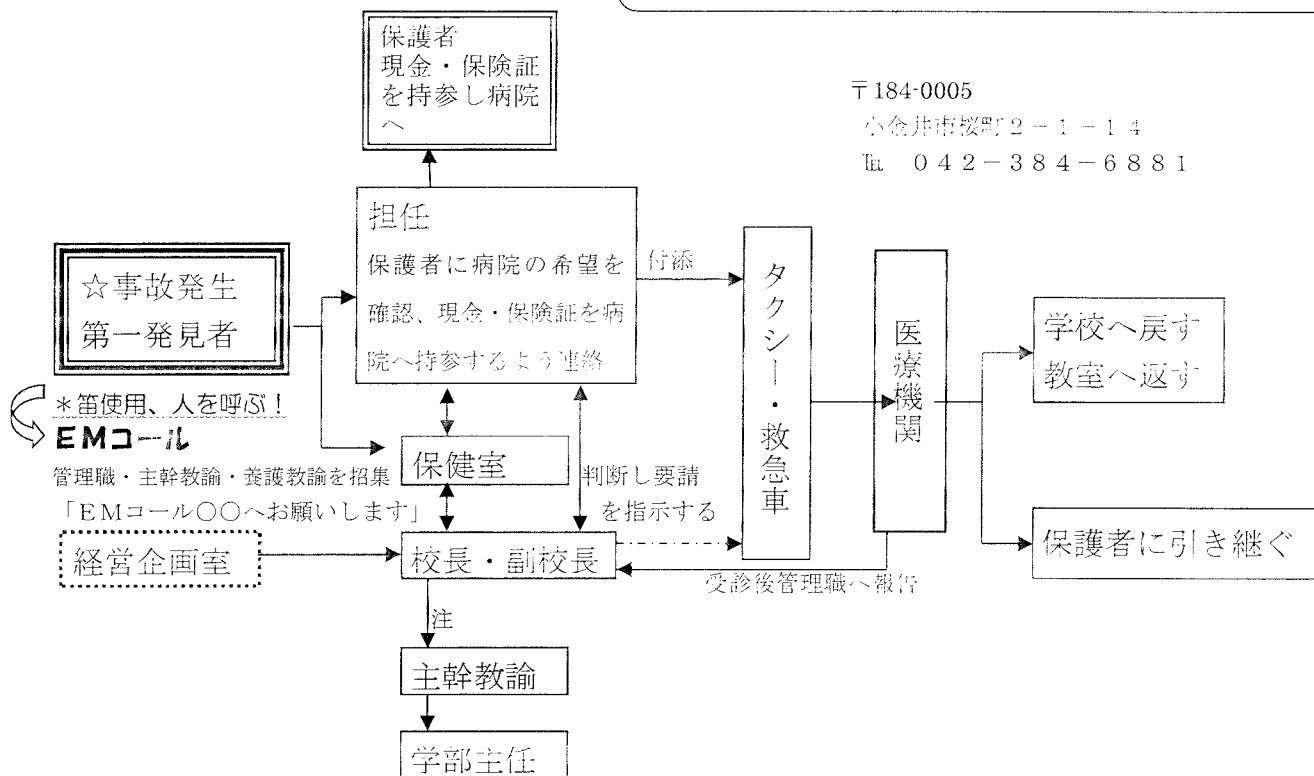 保護者
現金・保険証
を持参し病院
へ
〒184-0005
小金井市桜町２－１－１４
℡ ０４２－３８４－６８８１
担任
保護者に病院の希望を
確認、現金・保険証を病
院へ持参するよう連絡
付添
☆事故発生
第一発見者
タクシー・救急車
医療機関
学校へ戻す
教室へ返す
＊笛使用、人を呼ぶ！
EMコール
管理職・主幹教諭・養護教諭を招集
「ＥＭコール○○へお願いします」
保健室
判断し要請
を指示する
経営企画室
校長・副校長
保護者に引き継ぐ
受診後管理職へ報告
注
主幹教諭
学部主任